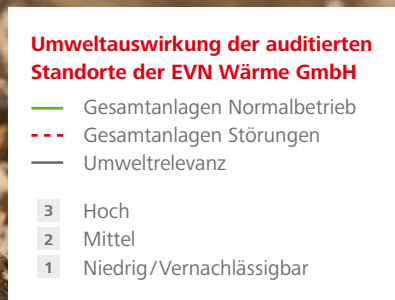 Umweltauswirkung der auditierten
Standorte der EVN Wärme GmbH
Gesamtanlagen Normalbetrieb
Gesamtanlagen Störungen
Umweltrelevanz
3 Hoch
2 Mittel
1 Niedrig/Vernachlässigbar